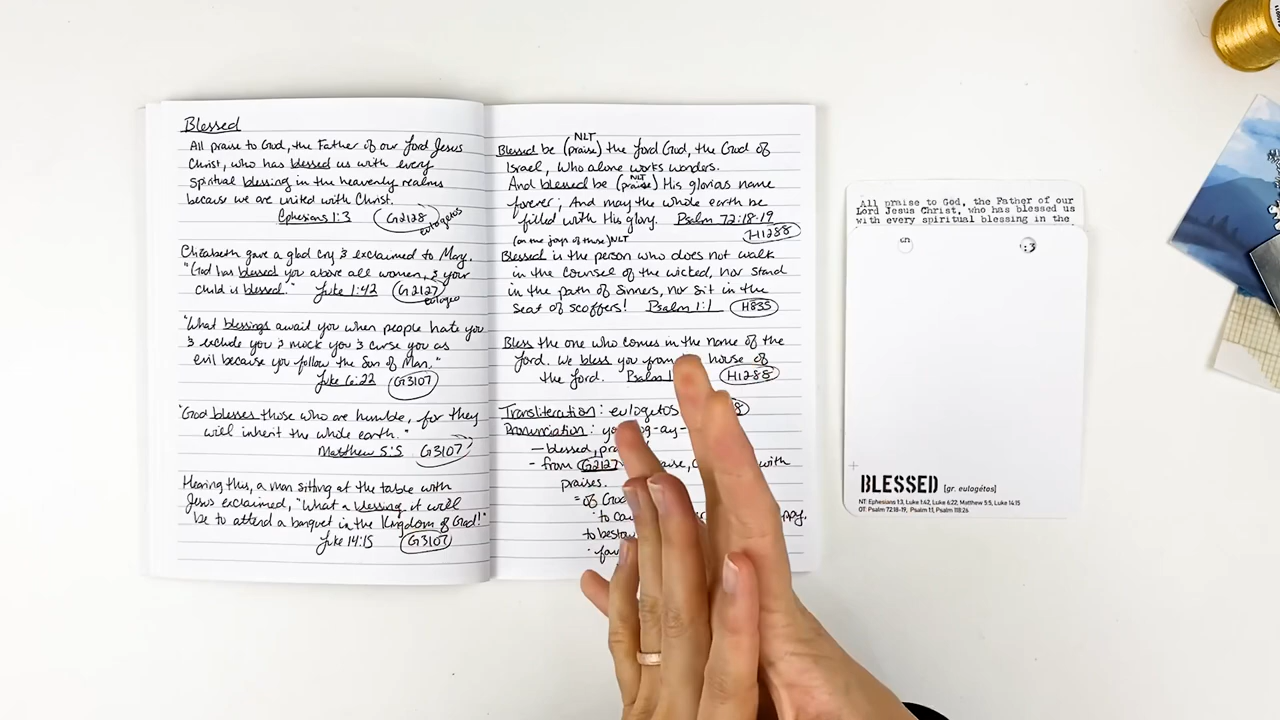 Blessed
All praise to God, the Father of our Lord Jesus
Christ, who has blessed us with every
spiritual blessing in the heavenly realms
because we are united with Christ.
Ephesians 1:3 G2128
eulogetos
Elizabeth gave a glad cry & exclaimed to Mary,
"God has blessed you above all women, & your
child is blessed." Luke 1:42 G2127
eulogeo
"What blessings await you when people hate you
& exclude you & mock you & curse you as
evil because you follow the Son of Man."
Luke 6:22 G3107
"God blesses those who are humble, for they
will inherit the whole earth."
Matthew 5:5 G3107
Hearing this, a man sitting at the table with
Jesus exclaimed, "What a blessing it will
be to attend a banquet in the Kingdom of God!"
Luke 14:15 G3107
NLT
Blessed be (praise) the Lord God, the God of
Israel, who alone works wonders.
NLT
And blessed be (praise) His glorious name
forever; And may the whole earth be
filled with His glory. Psalm 72:18-19
H1288
(oh the joys of those) NLT
Blessed is the person who does not walk
in the counsel of the wicked, nor stand
in the path of sinners, nor sit in the
seat of scoffers! Psalm 1:1 H835
Bless the one who comes in the name of the
Lord. We bless you from house of
the Lord. Psalm H1288
Transliteration: eulogetos
Pronunciation:
- blessed,
- from G2127 with
praises.
= of God
: to
to
BLESSED [gr. eulogétos]
NT: Ephesians 1:3, Luke 1:42, Luke 6:22, Matthew 5:5, Luke 14:15
OT: Psalm 72:18-19, Psalm 1:1, Psalm 118:26
All praise to God, the Father of our
Lord Jesus Christ, who has blessed us
with every spiritual blessing in the
:3